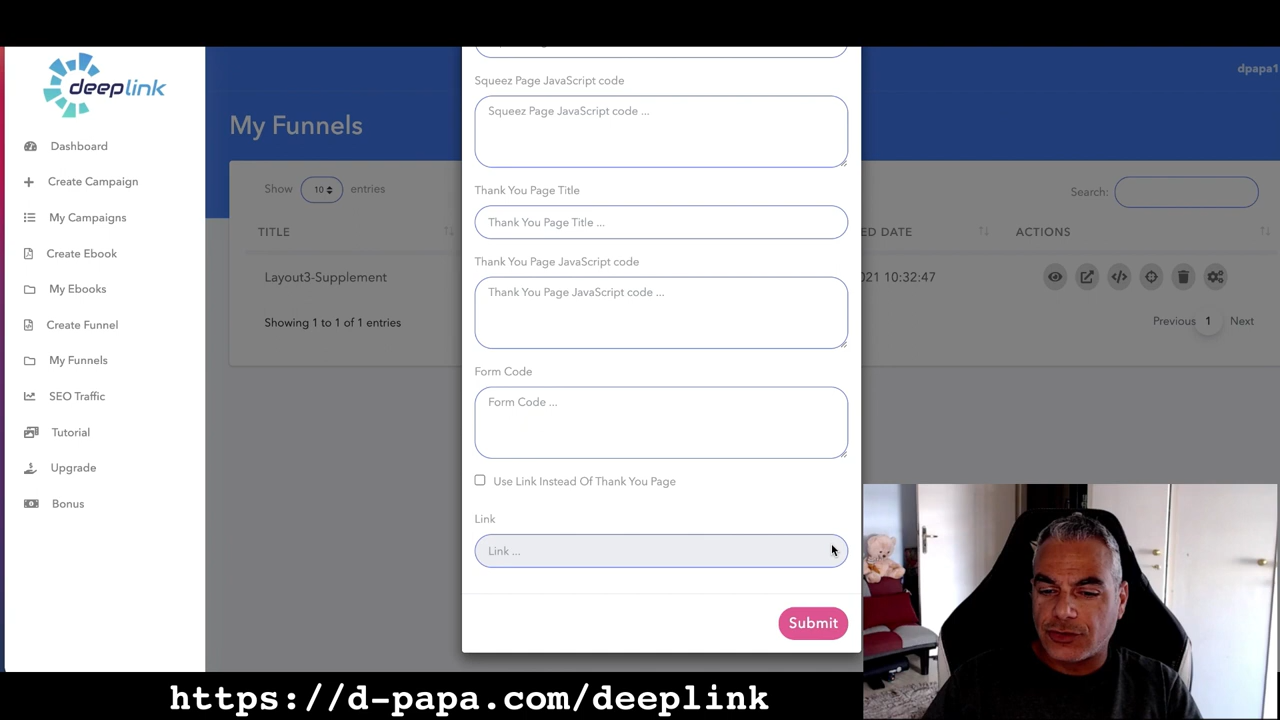 deeplink
Dashboard
Create Campaign
My Campaigns
Create Ebook
My Ebooks
Create Funnel
My Funnels
SEO Traffic
Tutorial
Upgrade
Bonus
dpapa1
My Funnels
Show 10 entries
Search:
TITLE
ED DATE
ACTIONS
Layout3-Supplement
021 10:32:47
Showing 1 to 1 of 1 entries
Previous 1 Next
Squeez Page JavaScript code
Squeez Page JavaScript code ...
Thank You Page Title
Thank You Page Title ...
Thank You Page JavaScript code
Thank You Page JavaScript code ...
Form Code
Form Code ...
Use Link Instead Of Thank You Page
Link
Link ...
Submit
https://d-papa.com/deeplink